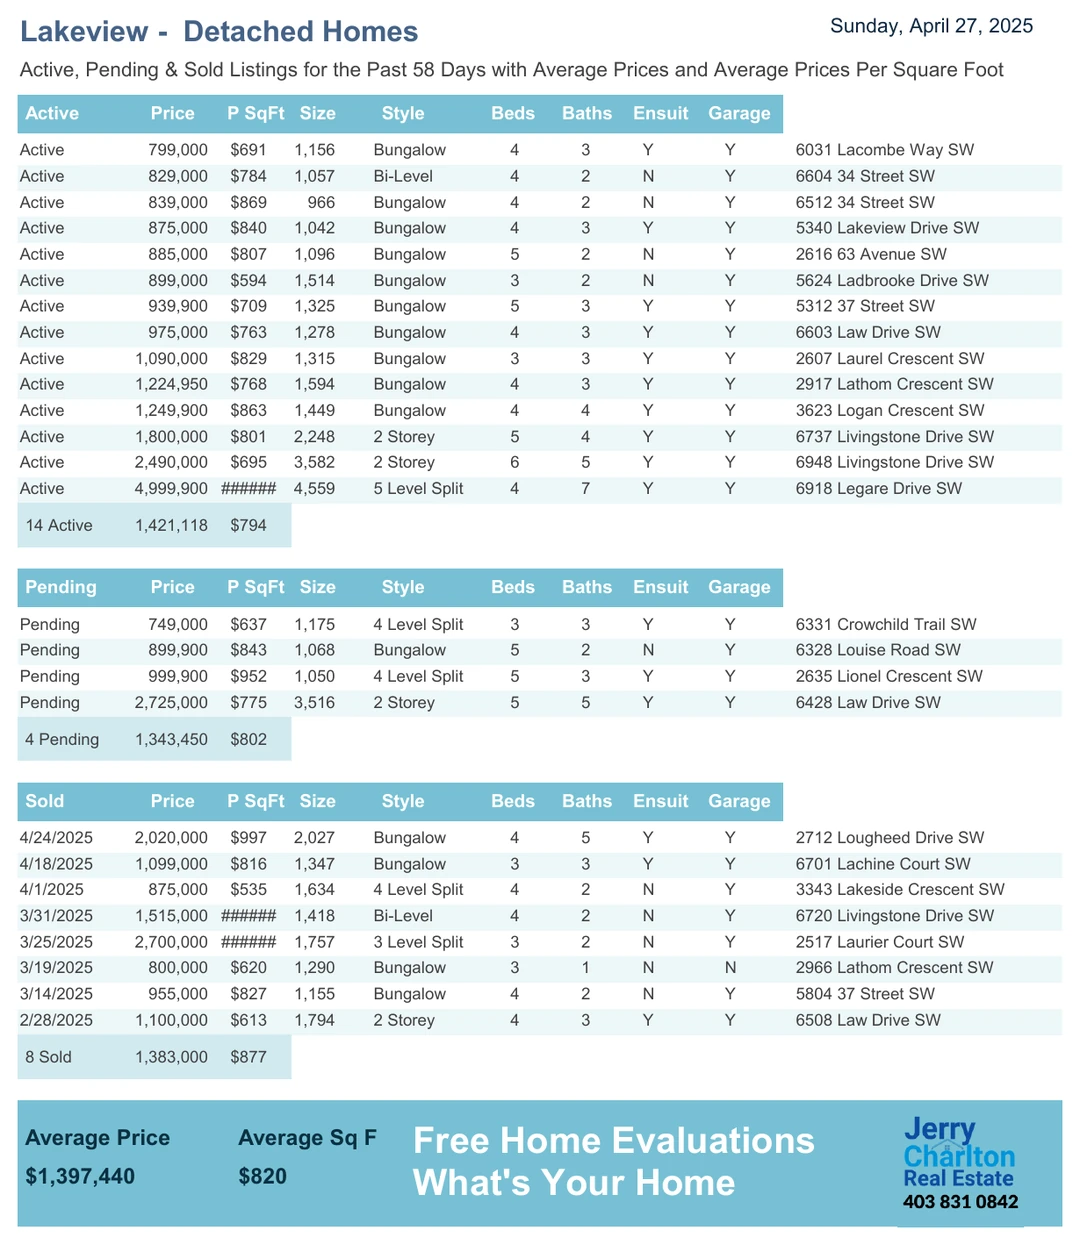 Lakeview -  Detached Homes
Sunday, April 27, 2025
Active, Pending & Sold Listings for the Past 58 Days with Average Prices and Average Prices Per Square Foot
Active Price P SqFt Size Style Beds Baths Ensuit Garage
Active 799,000 $691 1,156 Bungalow 4 3 Y Y 6031 Lacombe Way SW
Active 829,000 $784 1,057 Bi-Level 4 2 N Y 6604 34 Street SW
Active 839,000 $869 966 Bungalow 4 2 N Y 6512 34 Street SW
Active 875,000 $840 1,042 Bungalow 4 3 Y Y 5340 Lakeview Drive SW
Active 885,000 $807 1,096 Bungalow 5 2 N Y 2616 63 Avenue SW
Active 899,000 $594 1,514 Bungalow 3 2 N Y 5624 Ladbrooke Drive SW
Active 939,900 $709 1,325 Bungalow 5 3 Y Y 5312 37 Street SW
Active 975,000 $763 1,278 Bungalow 4 3 Y Y 6603 Law Drive SW
Active 1,090,000 $829 1,315 Bungalow 3 3 Y Y 2607 Laurel Crescent SW
Active 1,224,950 $768 1,594 Bungalow 4 3 Y Y 2917 Lathom Crescent SW
Active 1,249,900 $863 1,449 Bungalow 4 4 Y Y 3623 Logan Crescent SW
Active 1,800,000 $801 2,248 2 Storey 5 4 Y Y 6737 Livingstone Drive SW
Active 2,490,000 $695 3,582 2 Storey 6 5 Y Y 6948 Livingstone Drive SW
Active 4,999,900 ###### 4,559 5 Level Split 4 7 Y Y 6918 Legare Drive SW
14 Active 1,421,118 $794
Pending Price P SqFt Size Style Beds Baths Ensuit Garage
Pending 749,000 $637 1,175 4 Level Split 3 3 Y Y 6331 Crowchild Trail SW
Pending 899,900 $843 1,068 Bungalow 5 2 N Y 6328 Louise Road SW
Pending 999,900 $952 1,050 4 Level Split 5 3 Y Y 2635 Lionel Crescent SW
Pending 2,725,000 $775 3,516 2 Storey 5 5 Y Y 6428 Law Drive SW
4 Pending 1,343,450 $802
Sold Price P SqFt Size Style Beds Baths Ensuit Garage
4/24/2025 2,020,000 $997 2,027 Bungalow 4 5 Y Y 2712 Lougheed Drive SW
4/18/2025 1,099,000 $816 1,347 Bungalow 3 3 Y Y 6701 Lachine Court SW
4/1/2025 875,000 $535 1,634 4 Level Split 4 2 N Y 3343 Lakeside Crescent SW
3/31/2025 1,515,000 ###### 1,418 Bi-Level 4 2 N Y 6720 Livingstone Drive SW
3/25/2025 2,700,000 ###### 1,757 3 Level Split 3 2 N Y 2517 Laurier Court SW
3/19/2025 800,000 $620 1,290 Bungalow 3 1 N N 2966 Lathom Crescent SW
3/14/2025 955,000 $827 1,155 Bungalow 4 2 N Y 5804 37 Street SW
2/28/2025 1,100,000 $613 1,794 2 Storey 4 3 Y Y 6508 Law Drive SW
8 Sold 1,383,000 $877
Average Price Average Sq F
$1,397,440 $820
Free Home Evaluations
What's Your Home
Jerry
Charlton
Real Estate
403 831 0842